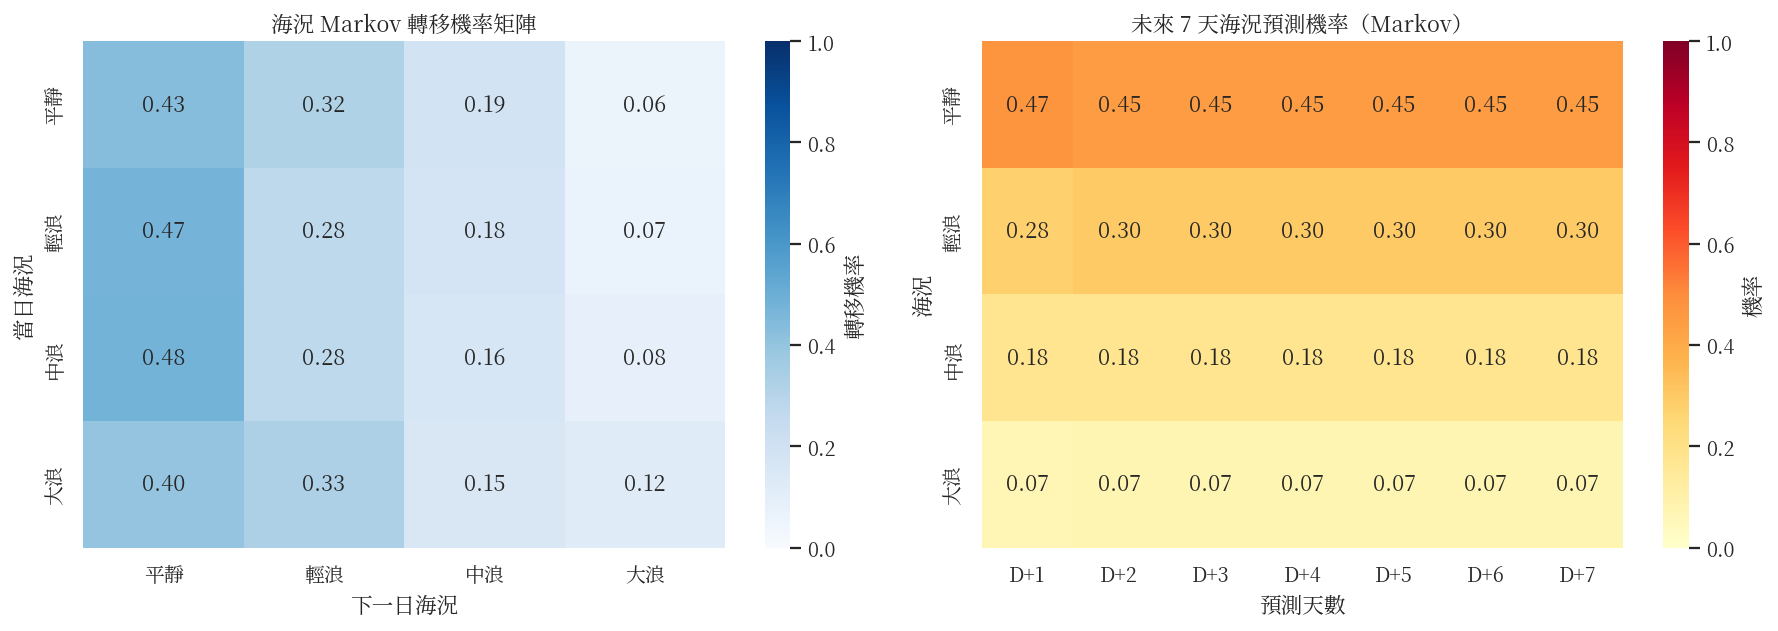 海況 Markov 轉移機率矩陣
當日海況
平靜
輕浪
中浪
大浪
0.43 0.32 0.19 0.06
0.47 0.28 0.18 0.07
0.48 0.28 0.16 0.08
0.40 0.33 0.15 0.12
平靜 輕浪 中浪 大浪
下一日海況
1.0
0.8
0.6
0.4
0.2
0.0
轉移機率
未來 7 天海況預測機率（Markov）
海況
平靜
輕浪
中浪
大浪
0.47 0.45 0.45 0.45 0.45 0.45 0.45
0.28 0.30 0.30 0.30 0.30 0.30 0.30
0.18 0.18 0.18 0.18 0.18 0.18 0.18
0.07 0.07 0.07 0.07 0.07 0.07 0.07
D+1 D+2 D+3 D+4 D+5 D+6 D+7
預測天數
1.0
0.8
0.6
0.4
0.2
0.0
機率